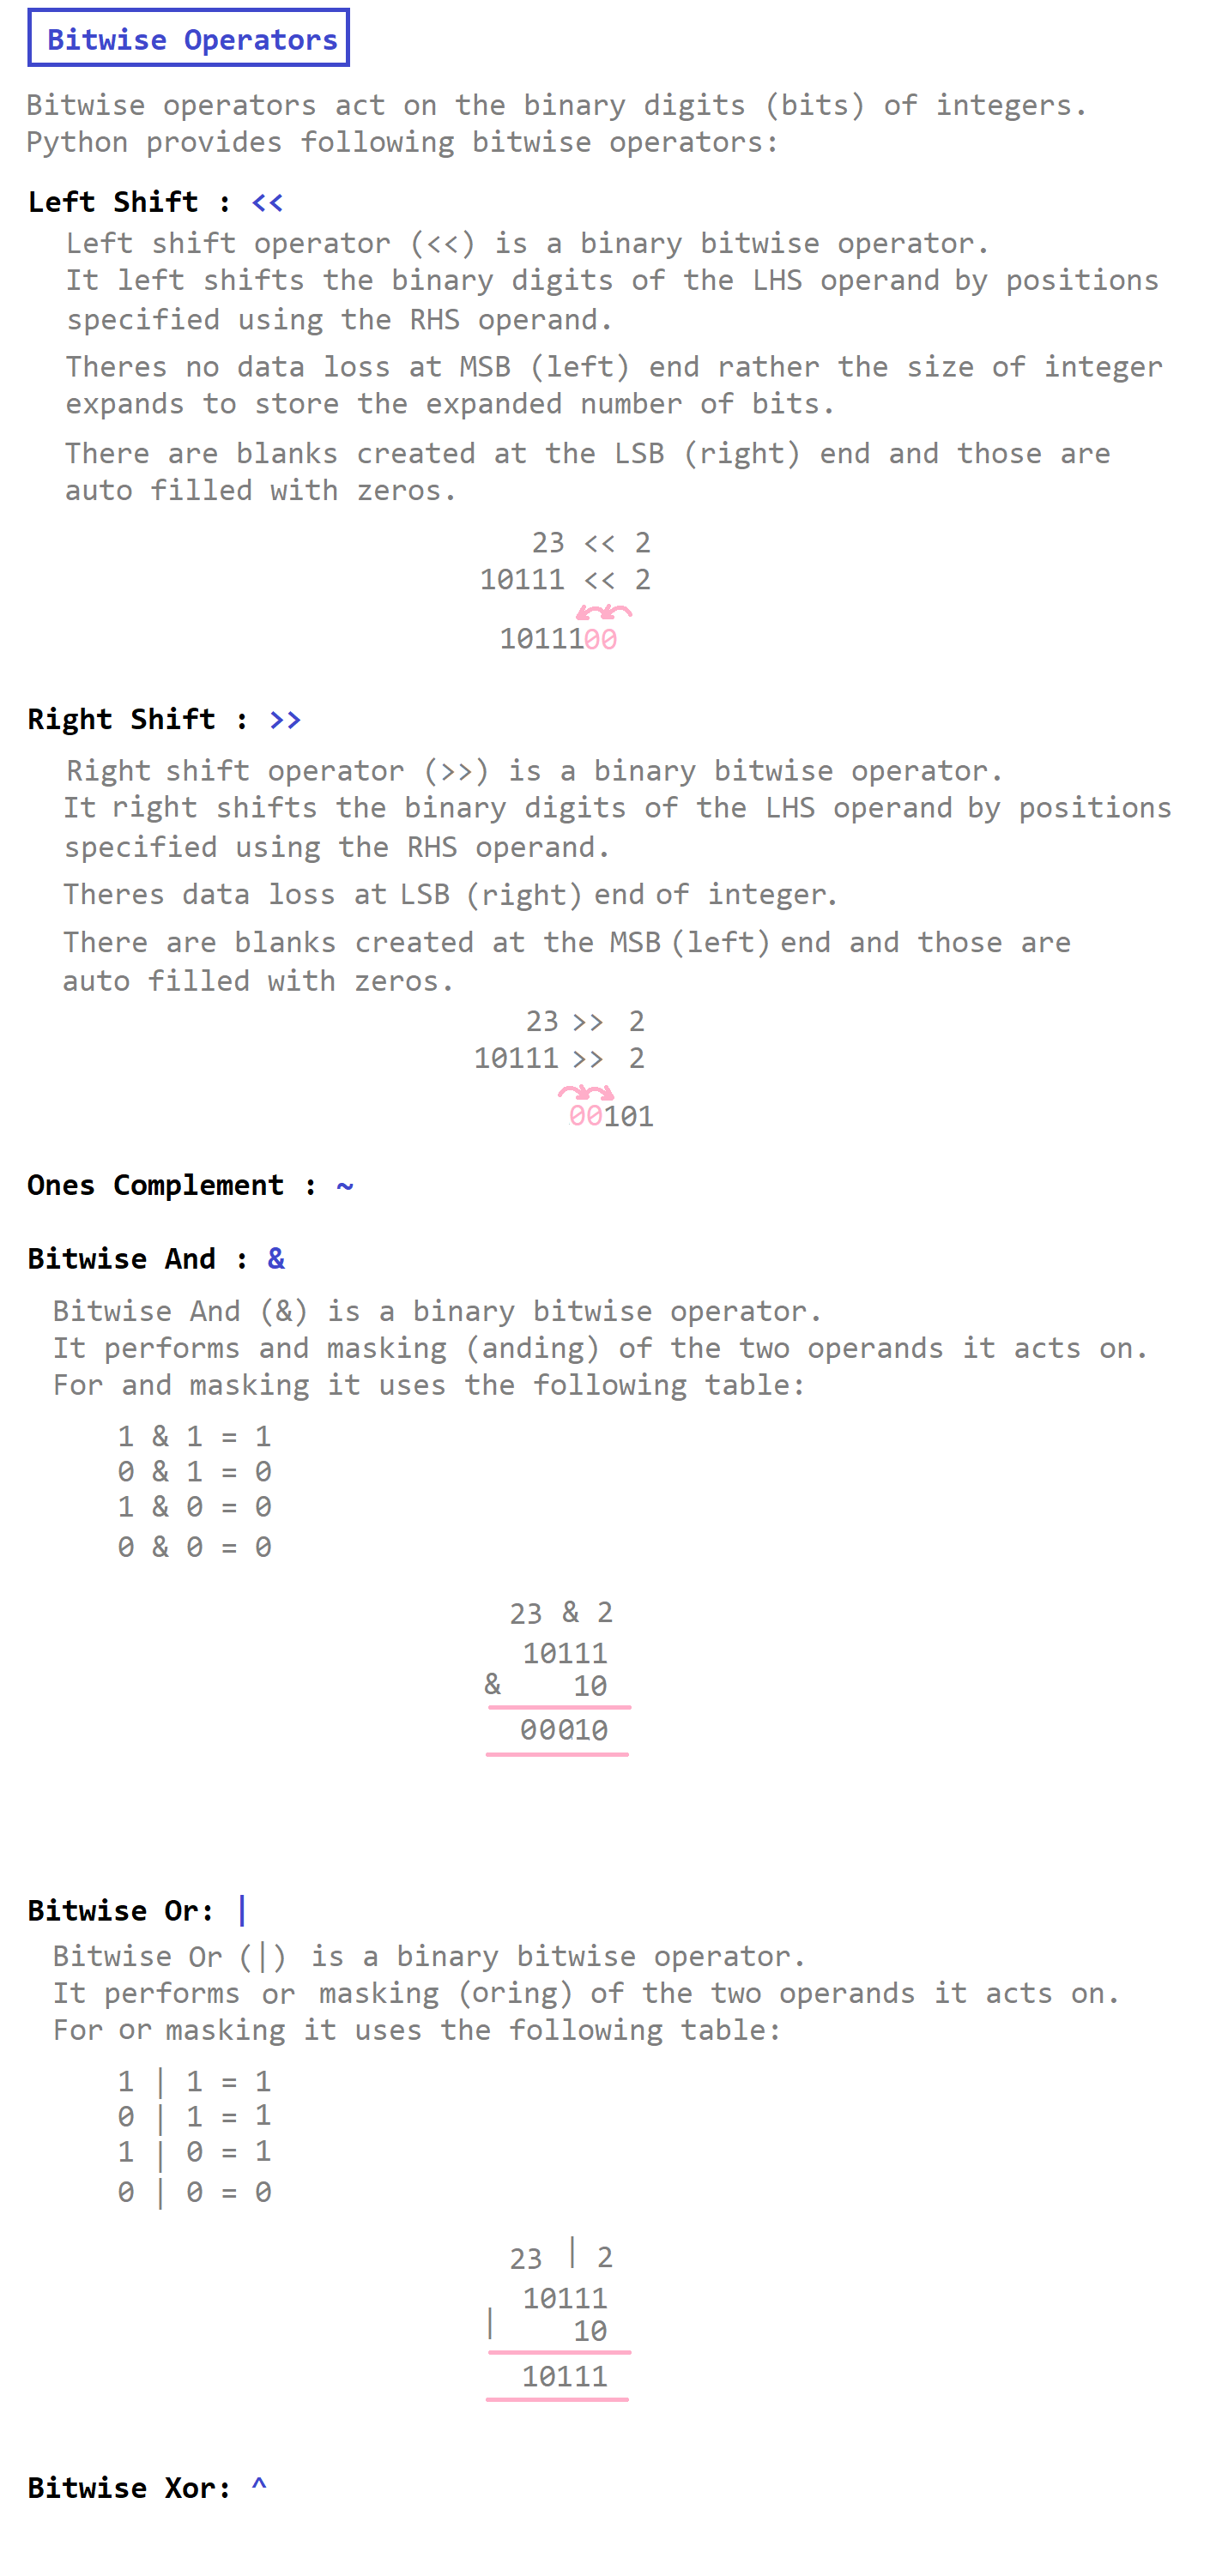 Bitwise Operators
Bitwise operators act on the binary digits (bits) of integers.
Python provides following bitwise operators:
Left Shift : <<
Left shift operator (<<) is a binary bitwise operator.
It left shifts the binary digits of the LHS operand by positions
specified using the RHS operand.
Theres no data loss at MSB (left) end rather the size of integer
expands to store the expanded number of bits.
There are blanks created at the LSB (right) end and those are
auto filled with zeros.
23 << 2
10111 << 2
1011100
Right Shift : >>
Right shift operator (>>) is a binary bitwise operator.
It right shifts the binary digits of the LHS operand by positions
specified using the RHS operand.
Theres data loss at LSB (right) end of integer.
There are blanks created at the MSB (left) end and those are
auto filled with zeros.
23 >> 2
10111 >> 2
00101
Ones Complement : ~
Bitwise And : &
Bitwise And (&) is a binary bitwise operator.
It performs and masking (anding) of the two operands it acts on.
For and masking it uses the following table:
1 & 1 = 1
0 & 1 = 0
1 & 0 = 0
0 & 0 = 0
23 & 2
10111
& 10
00010
Bitwise Or: |
Bitwise Or (|) is a binary bitwise operator.
It performs or masking (oring) of the two operands it acts on.
For or masking it uses the following table:
1 | 1 = 1
0 | 1 = 1
1 | 0 = 1
0 | 0 = 0
23 | 2
10111
| 10
10111
Bitwise Xor: ^